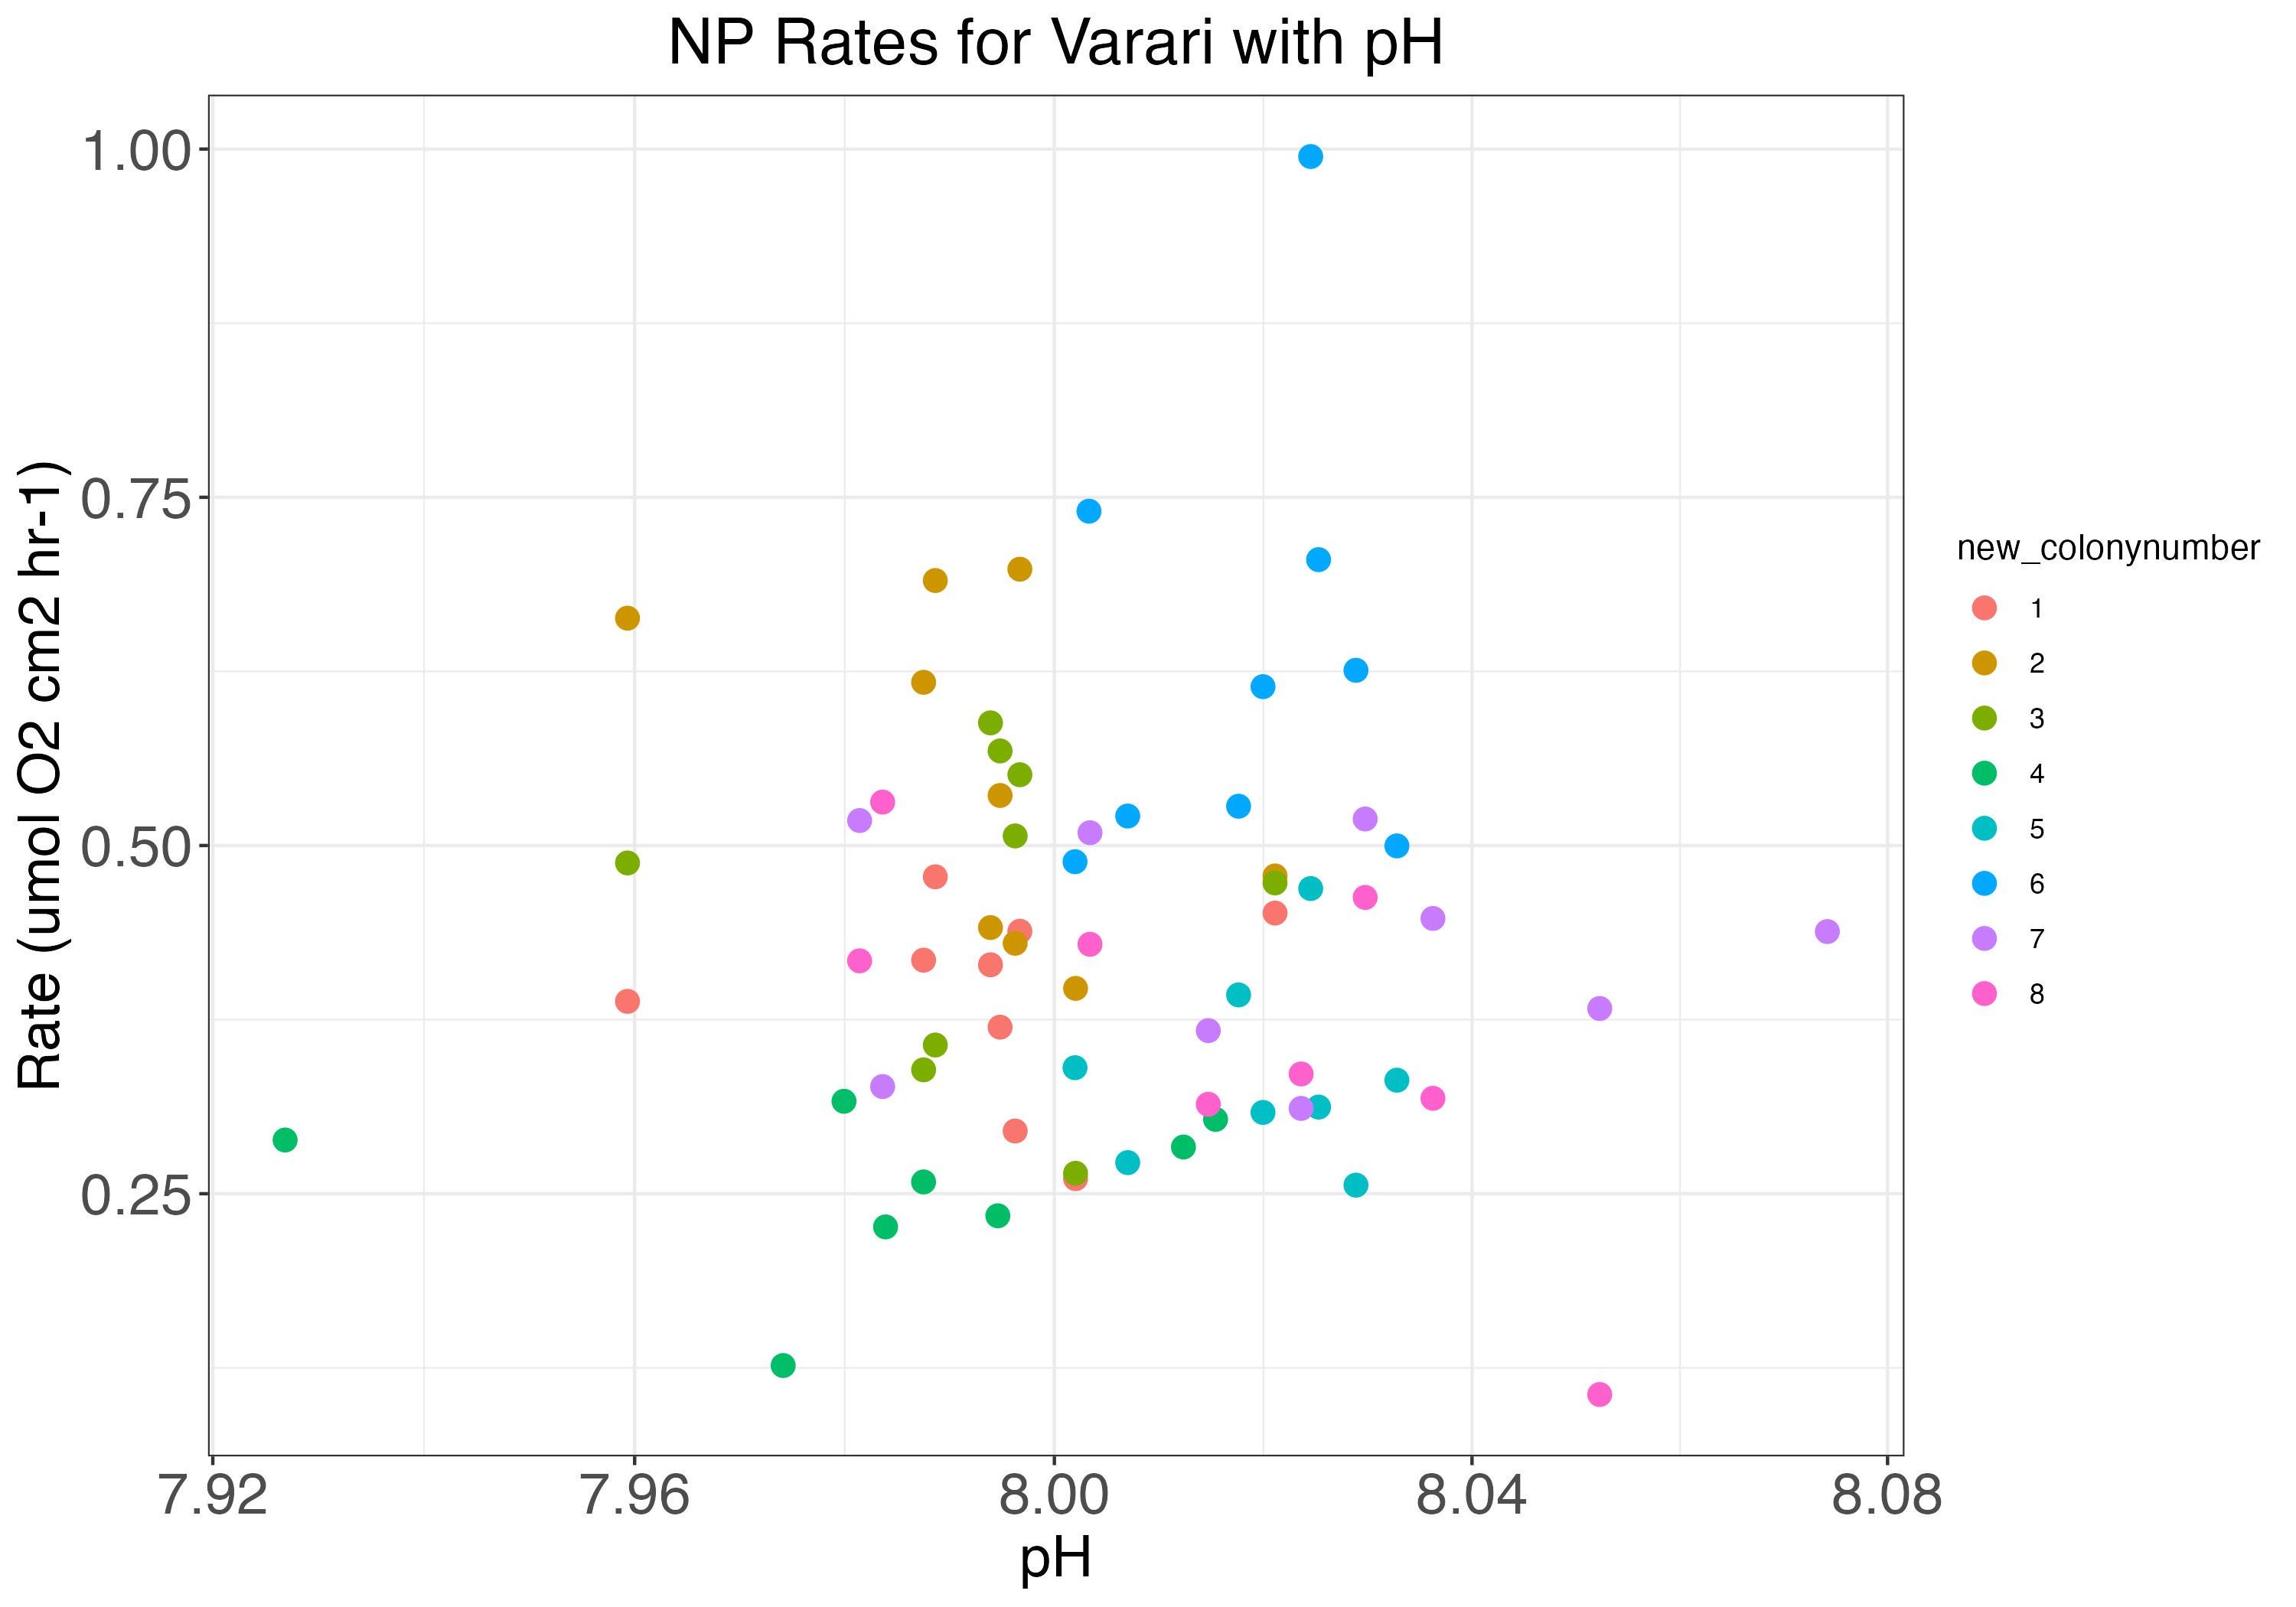 NP Rates for Varari with pH
Rate (umol O2 cm2 hr-1)
1.00
0.75
0.50
0.25
7.92 7.96 8.00 8.04 8.08
pH
new_colonynumber
1
2
3
4
5
6
7
8